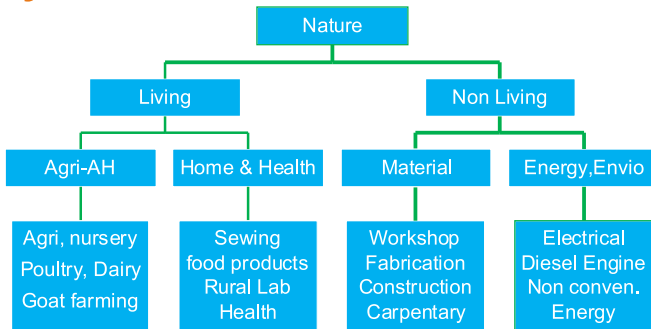 Nature
Living
Non Living
Agri-AH
Home & Health
Material
Energy,Envio
Agri, nursery
Poultry, Dairy
Goat farming
Sewing
food products
Rural Lab
Health
Workshop
Fabrication
Construction
Carpentary
Electrical
Diesel Engine
Non conven.
Energy